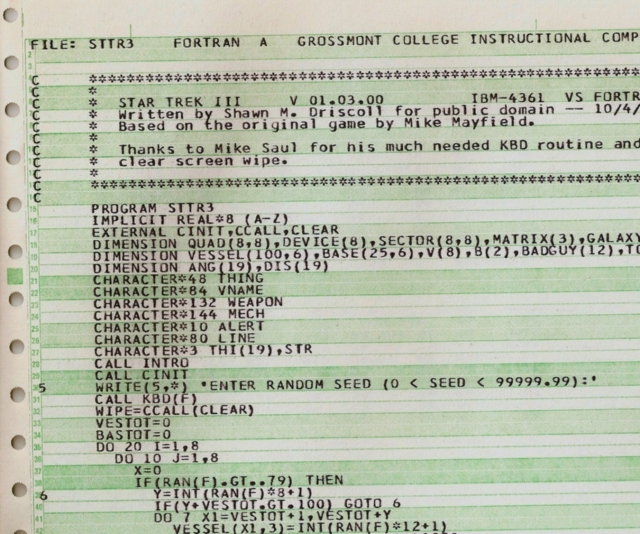 FILE: STTR3    FORTRAN  A   GROSSMONT COLLEGE INSTRUCTIONAL COMP
C      ************************************************************
C      *
C      *  STAR TREK III     V 01.03.00          IBM-4361  VS FORTR
C      *  Written by Shawn M. Driscoll for public domain -- 10/4/
C      *  Based on the original game by Mike Mayfield.
C      *
C      *  Thanks to Mike Saul for his much needed KBD routine and
C      *  clear screen wipe.
C      *
C      ************************************************************
C
       PROGRAM STTR3
       IMPLICIT REAL*8 (A-Z)
       EXTERNAL CINIT,CCALL,CLEAR
       DIMENSION QUAD(8,8),DEVICE(8),SECTOR(8,8),MATRIX(3),GALAXY
       DIMENSION VESSEL(100,6),BASE(25,6),V(8),B(2),BADGUY(12),TO
       DIMENSION ANG(19),DIS(19)
       CHARACTER*48 THING
       CHARACTER*84 VNAME
       CHARACTER*132 WEAPON
       CHARACTER*144 MECH
       CHARACTER*10 ALERT
       CHARACTER*80 LINE
       CHARACTER*3 THI(19),STR
       CALL INTRO
       CALL CINIT
5      WRITE(5,*) 'ENTER RANDOM SEED (0 < SEED < 99999.99):'
       CALL KBD(F)
       WIPE=CCALL(CLEAR)
       VESTOT=0
       BASTOT=0
       DO 20 I=1,8
         DO 10 J=1,8
           X=0
           IF(RAN(F).GT..79) THEN
6            Y=INT(RAN(F)*8+1)
             IF(Y+VESTOT.GT.100) GOTO 6
             DO 7 X1=VESTOT+1,VESTOT+Y
               VESSEL(X1,3)=INT(RAN(F)*12+1)